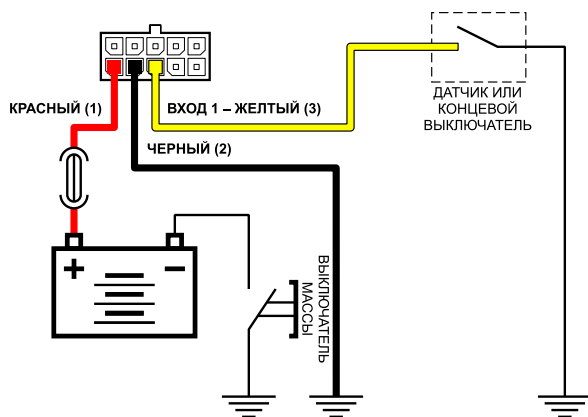 КРАСНЫЙ (1)
ВХОД 1 – ЖЕЛТЫЙ (3)
ЧЕРНЫЙ (2)
ДАТЧИК ИЛИ
КОНЦЕВОЙ
ВЫКЛЮЧАТЕЛЬ
+
–
ВЫКЛЮЧАТЕЛЬ
МАССЫ